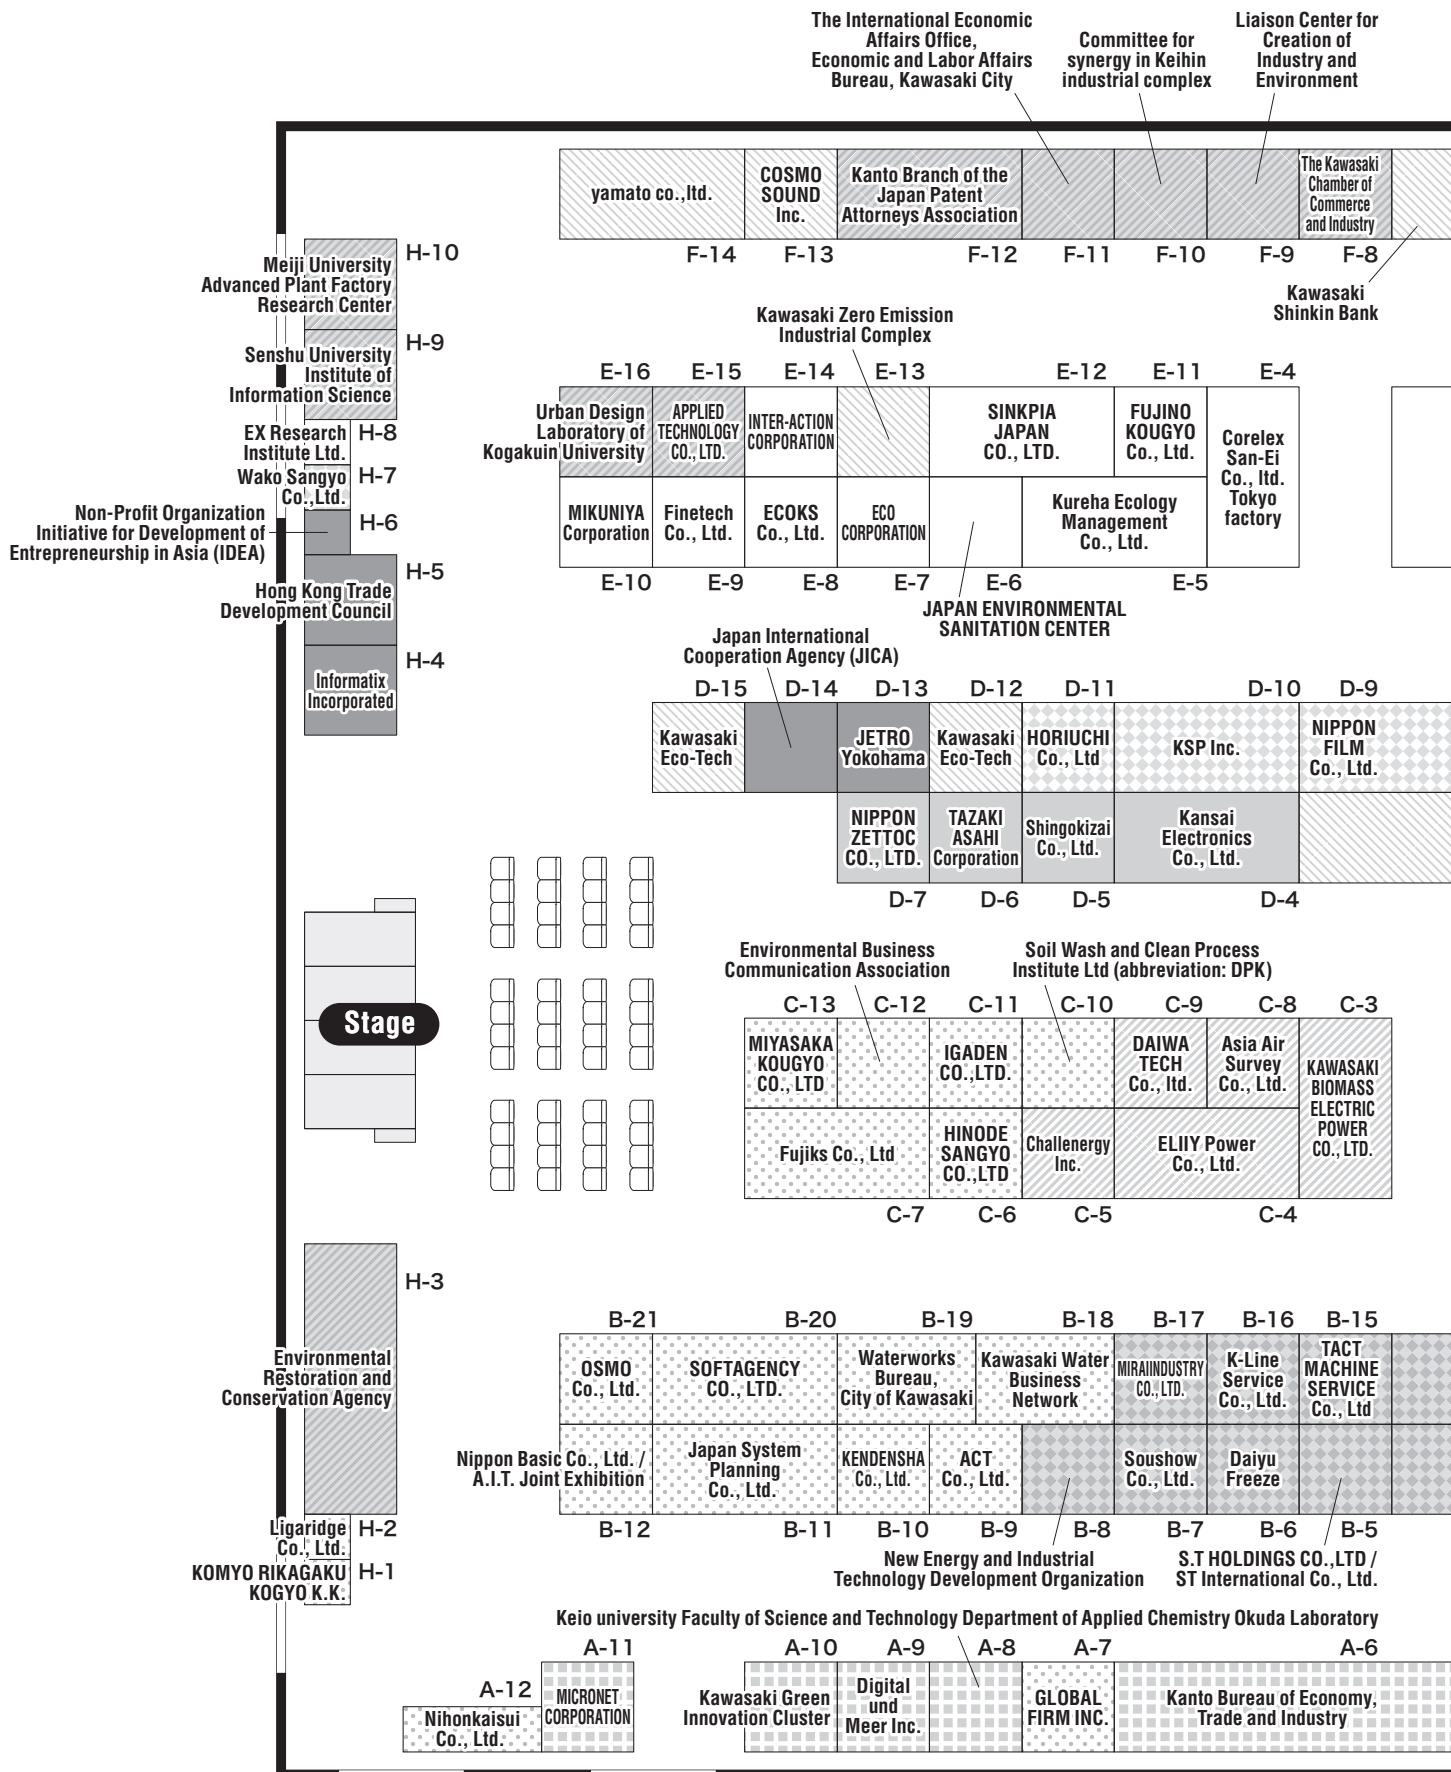 The International Economic
Affairs Office,
Economic and Labor Affairs
Bureau, Kawasaki City
Committee for
synergy in Keihin
industrial complex
Liaison Center for
Creation of
Industry and
Environment
yamato co.,ltd.
COSMO
SOUND
Inc.
Kanto Branch of the
Japan Patent
Attorneys Association
The Kawasaki
Chamber of
Commerce
and Industry
F-14
F-13
F-12
F-11
F-10
F-9
F-8
Kawasaki
Shinkin Bank
H-10
Meiji University
Advanced Plant Factory
Research Center
H-9
Senshu University
Institute of
Information Science
H-8
EX Research
Institute Ltd.
H-7
Wako Sangyo
Co.,Ltd.
H-6
Non-Profit Organization
Initiative for Development of
Entrepreneurship in Asia (IDEA)
H-5
Hong Kong Trade
Development Council
H-4
Informatix
Incorporated
Kawasaki Zero Emission
Industrial Complex
E-16
E-15
E-14
E-13
E-12
E-11
E-4
Urban Design
Laboratory of
Kogakuin University
APPLIED
TECHNOLOGY
CO., LTD.
INTER-ACTION
CORPORATION
SINKPIA
JAPAN
CO., LTD.
FUJINO
KOUGYO
Co., Ltd.
Corelex
San-Ei
Co., ltd.
Tokyo
factory
MIKUNIYA
Corporation
Finetech
Co., Ltd.
ECOKS
Co., Ltd.
ECO
CORPORATION
Kureha Ecology
Management
Co., Ltd.
E-10
E-9
E-8
E-7
E-6
E-5
JAPAN ENVIRONMENTAL
SANITATION CENTER
Japan International
Cooperation Agency (JICA)
D-15
D-14
D-13
D-12
D-11
D-10
D-9
Kawasaki
Eco-Tech
JETRO
Yokohama
Kawasaki
Eco-Tech
HORIUCHI
Co., Ltd
KSP Inc.
NIPPON
FILM
Co., Ltd.
NIPPON
ZETTOC
CO., LTD.
TAZAKI
ASAHI
Corporation
Shingokizai
Co., Ltd.
Kansai
Electronics
Co., Ltd.
D-7
D-6
D-5
D-4
Stage
Environmental Business
Communication Association
Soil Wash and Clean Process
Institute Ltd (abbreviation: DPK)
C-13
C-12
C-11
C-10
C-9
C-8
C-3
MIYASAKA
KOUGYO
CO., LTD
IGADEN
CO.,LTD.
DAIWA
TECH
Co., ltd.
Asia Air
Survey
Co., Ltd.
KAWASAKI
BIOMASS
ELECTRIC
POWER
CO., LTD.
Fujiks Co., Ltd
HINODE
SANGYO
CO.,LTD
Challenergy
Inc.
ELIIY Power
Co., Ltd.
C-7
C-6
C-5
C-4
H-3
Environmental
Restoration and
Conservation Agency
H-2
Ligaridge
Co., Ltd.
H-1
KOMYO RIKAGAKU
KOGYO K.K.
B-21
B-20
B-19
B-18
B-17
B-16
B-15
OSMO
Co., Ltd.
SOFTAGENCY
CO., LTD.
Waterworks
Bureau,
City of Kawasaki
Kawasaki Water
Business
Network
MIRAIINDUSTRY
CO., LTD.
K-Line
Service
Co., Ltd.
TACT
MACHINE
SERVICE
Co., Ltd
Nippon Basic Co., Ltd. /
A.I.T. Joint Exhibition
Japan System
Planning
Co., Ltd.
KENDENSHA
Co., Ltd.
ACT
Co., Ltd.
Soushow
Co., Ltd.
Daiyu
Freeze
B-12
B-11
B-10
B-9
B-8
B-7
B-6
B-5
New Energy and Industrial
Technology Development Organization
S.T HOLDINGS CO.,LTD /
ST International Co., Ltd.
Keio university Faculty of Science and Technology Department of Applied Chemistry Okuda Laboratory
A-12
A-11
A-10
A-9
A-8
A-7
A-6
Nihonkaisui
Co., Ltd.
MICRONET
CORPORATION
Kawasaki Green
Innovation Cluster
Digital
und
Meer Inc.
GLOBAL
FIRM INC.
Kanto Bureau of Economy,
Trade and Industry